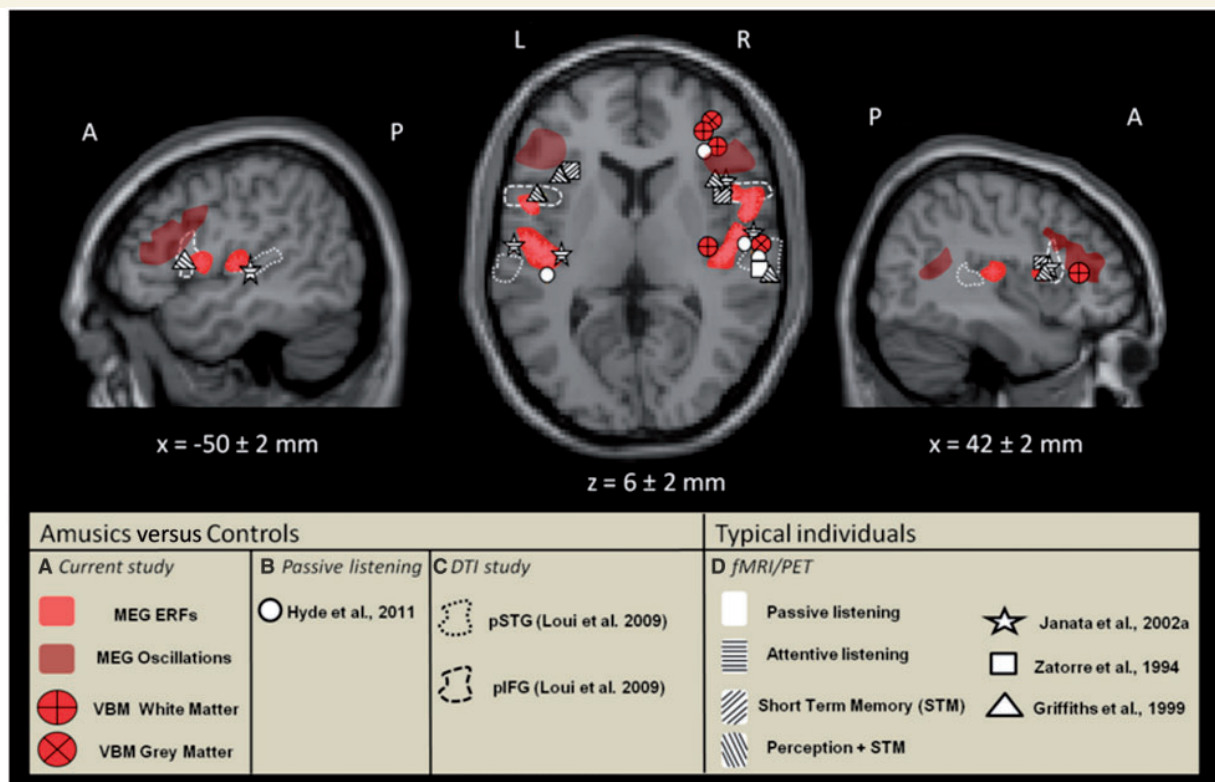 L R
A P P A
x = -50 ± 2 mm x = 42 ± 2 mm
z = 6 ± 2 mm
Amusics versus Controls
A Current study
MEG ERFs
MEG Oscillations
VBM White Matter
VBM Grey Matter
B Passive listening
Hyde et al., 2011
C DTI study
pSTG (Loui et al. 2009)
pIFG (Loui et al. 2009)
Typical individuals
D fMRI/PET
Passive listening
Attentive listening
Short Term Memory (STM)
Perception + STM
Janata et al., 2002a
Zatorre et al., 1994
Griffiths et al., 1999